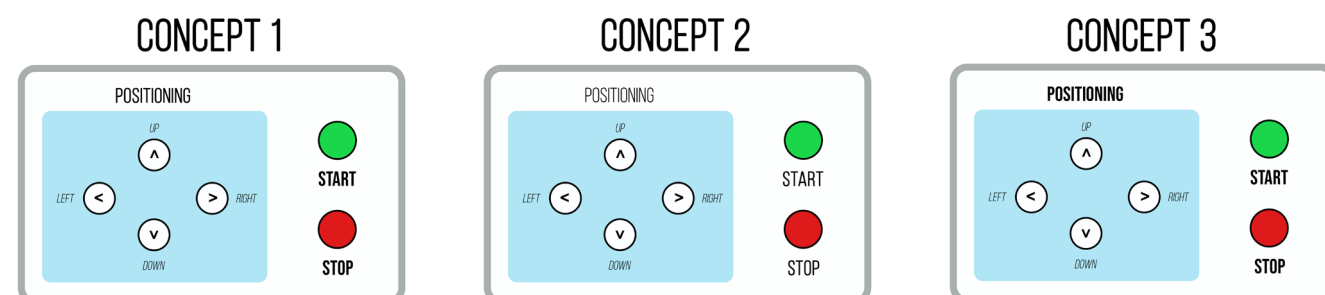 CONCEPT 1
POSITIONING
UP
^
LEFT < > RIGHT
v
DOWN
START
STOP
CONCEPT 2
POSITIONING
UP
^
LEFT < > RIGHT
v
DOWN
START
STOP
CONCEPT 3
POSITIONING
UP
^
LEFT < > RIGHT
v
DOWN
START
STOP